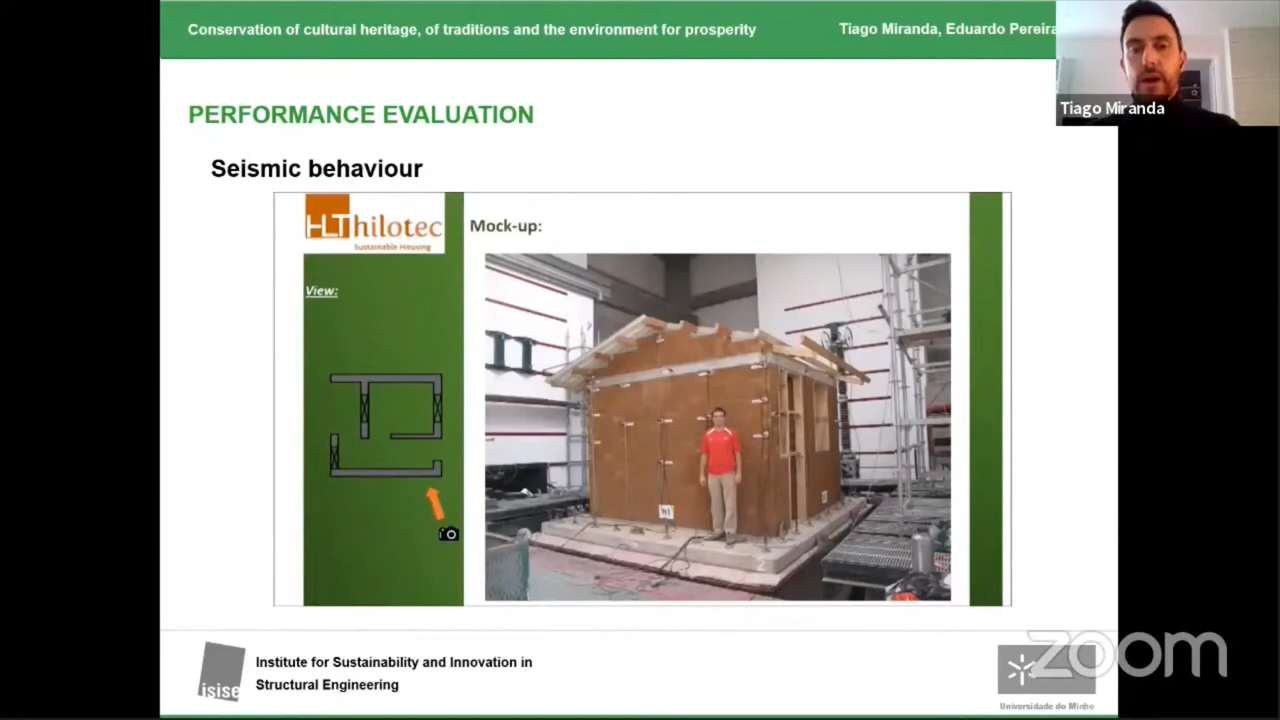 Conservation of cultural heritage, of traditions and the environment for prosperity
Tiago Miranda, Eduardo Pereira
Tiago Miranda
PERFORMANCE EVALUATION
Seismic behaviour
HLThilotec
Sustainable Housing
Mock-up:
View:
N1
isise
Institute for Sustainability and Innovation in
Structural Engineering
zoom
Universidade do Minho